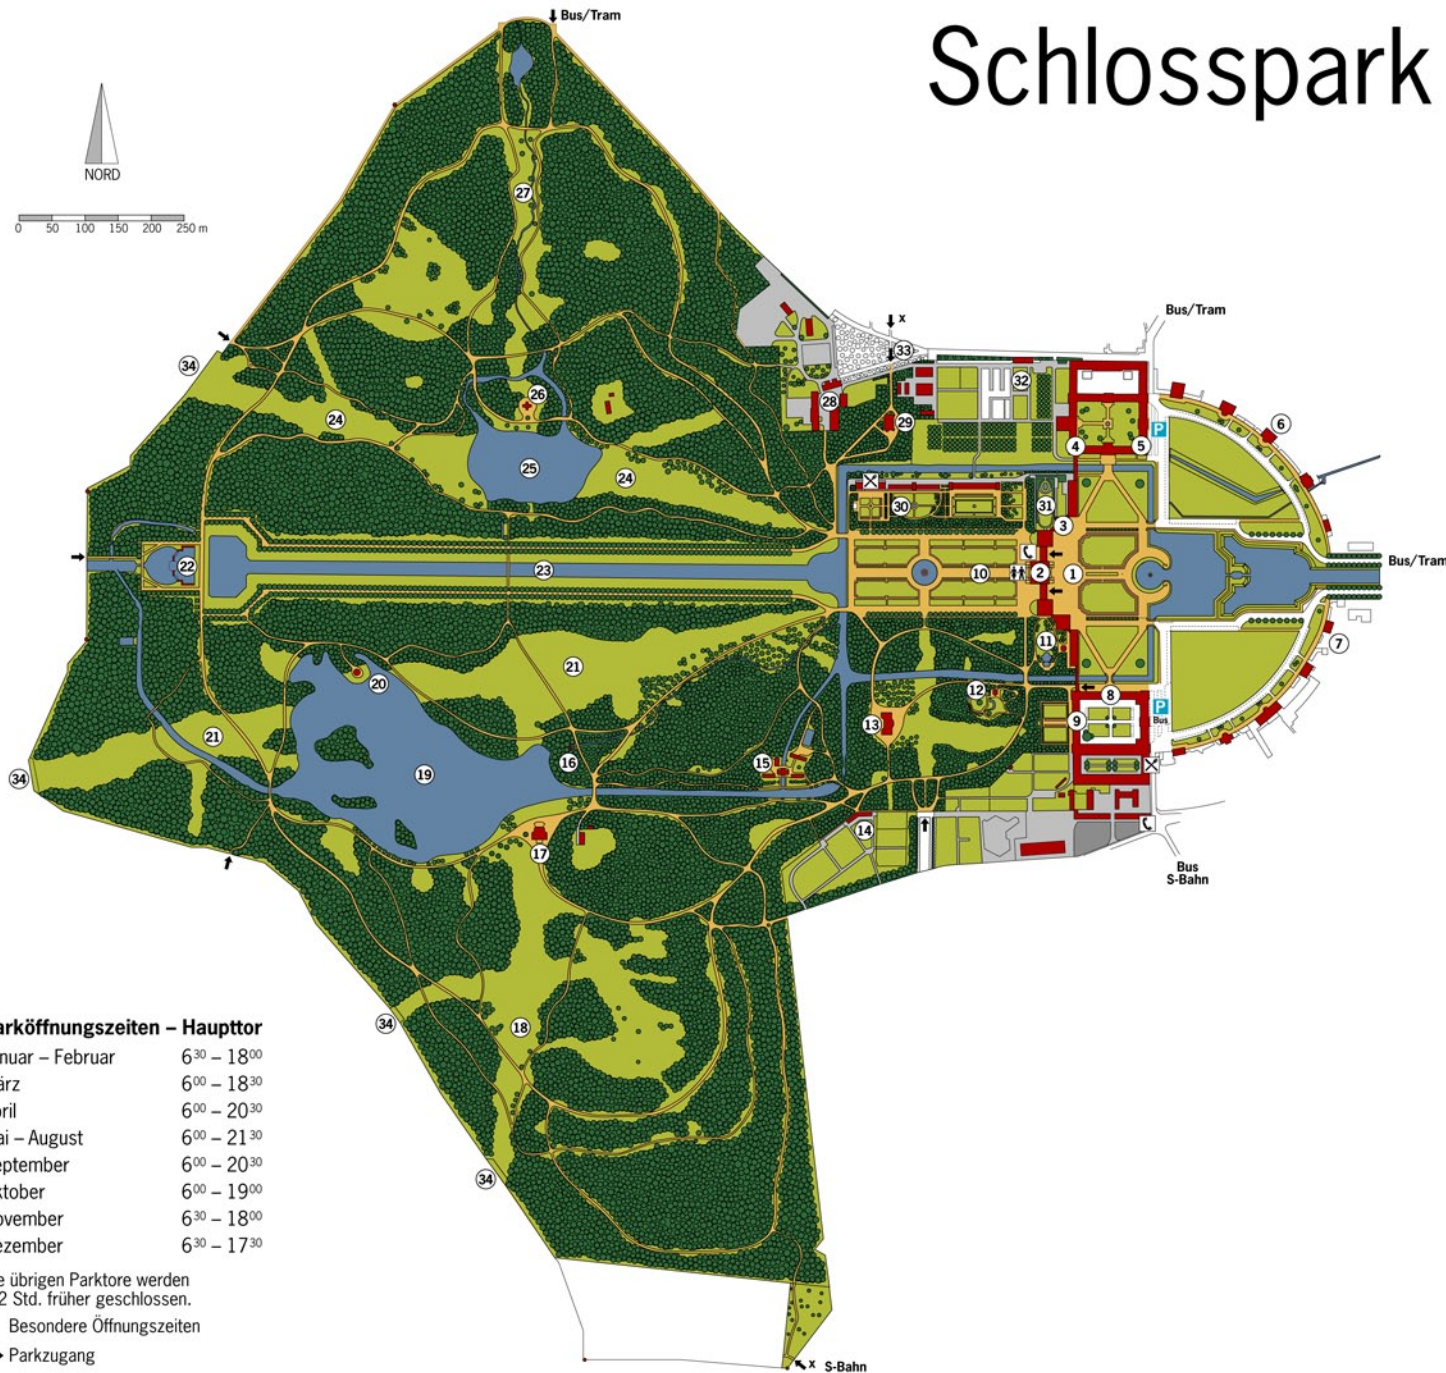 Schlosspark
Bus/Tram
NORD
0 50 100 150 200 250 m
27
Bus/Tram
x
33
34
32
26
28
6
24
29
4
5
P
25
24
30
31
3
Bus/Tram
22
23
10
2
1
11
7
21
20
12
8
P
Bus
13
9
21
16
15
34
19
14
17
Bus
S-Bahn
34
18
34
arköffnungszeiten – Haupttor
nuar – Februar 6³⁰ – 18⁰⁰
ärz 6⁰⁰ – 18³⁰
pril 6⁰⁰ – 20³⁰
ai – August 6⁰⁰ – 21³⁰
eptember 6⁰⁰ – 20³⁰
ktober 6⁰⁰ – 19⁰⁰
ovember 6³⁰ – 18⁰⁰
ezember 6³⁰ – 17³⁰
e übrigen Parktore werden
2 Std. früher geschlossen.
Besondere Öffnungszeiten
Parkzugang
x S-Bahn